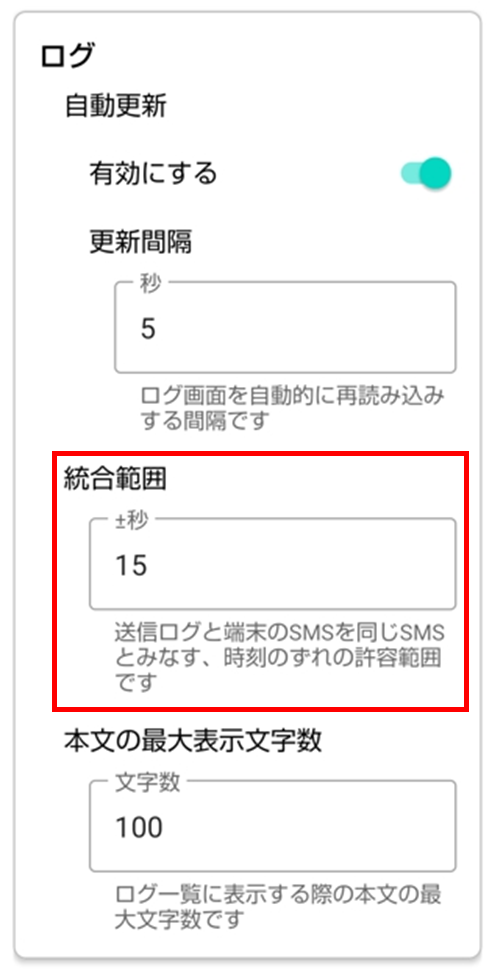 ログ
自動更新
有効にする
更新間隔
秒
5
ログ画面を自動的に再読み込み
する間隔です
統合範囲
±秒
15
送信ログと端末のSMSを同じSMS
とみなす、時刻のずれの許容範囲
です
本文の最大表示文字数
文字数
100
ログ一覧に表示する際の本文の最
大文字数です